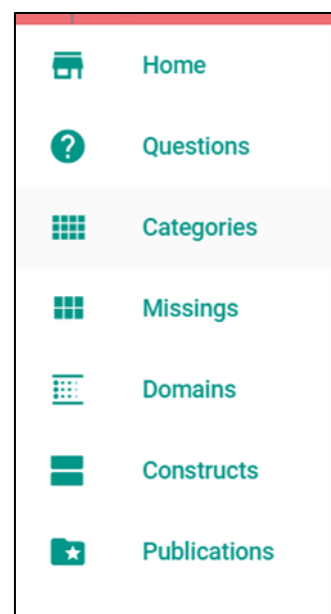 Home
Questions
Categories
Missings
Domains
Constructs
Publications